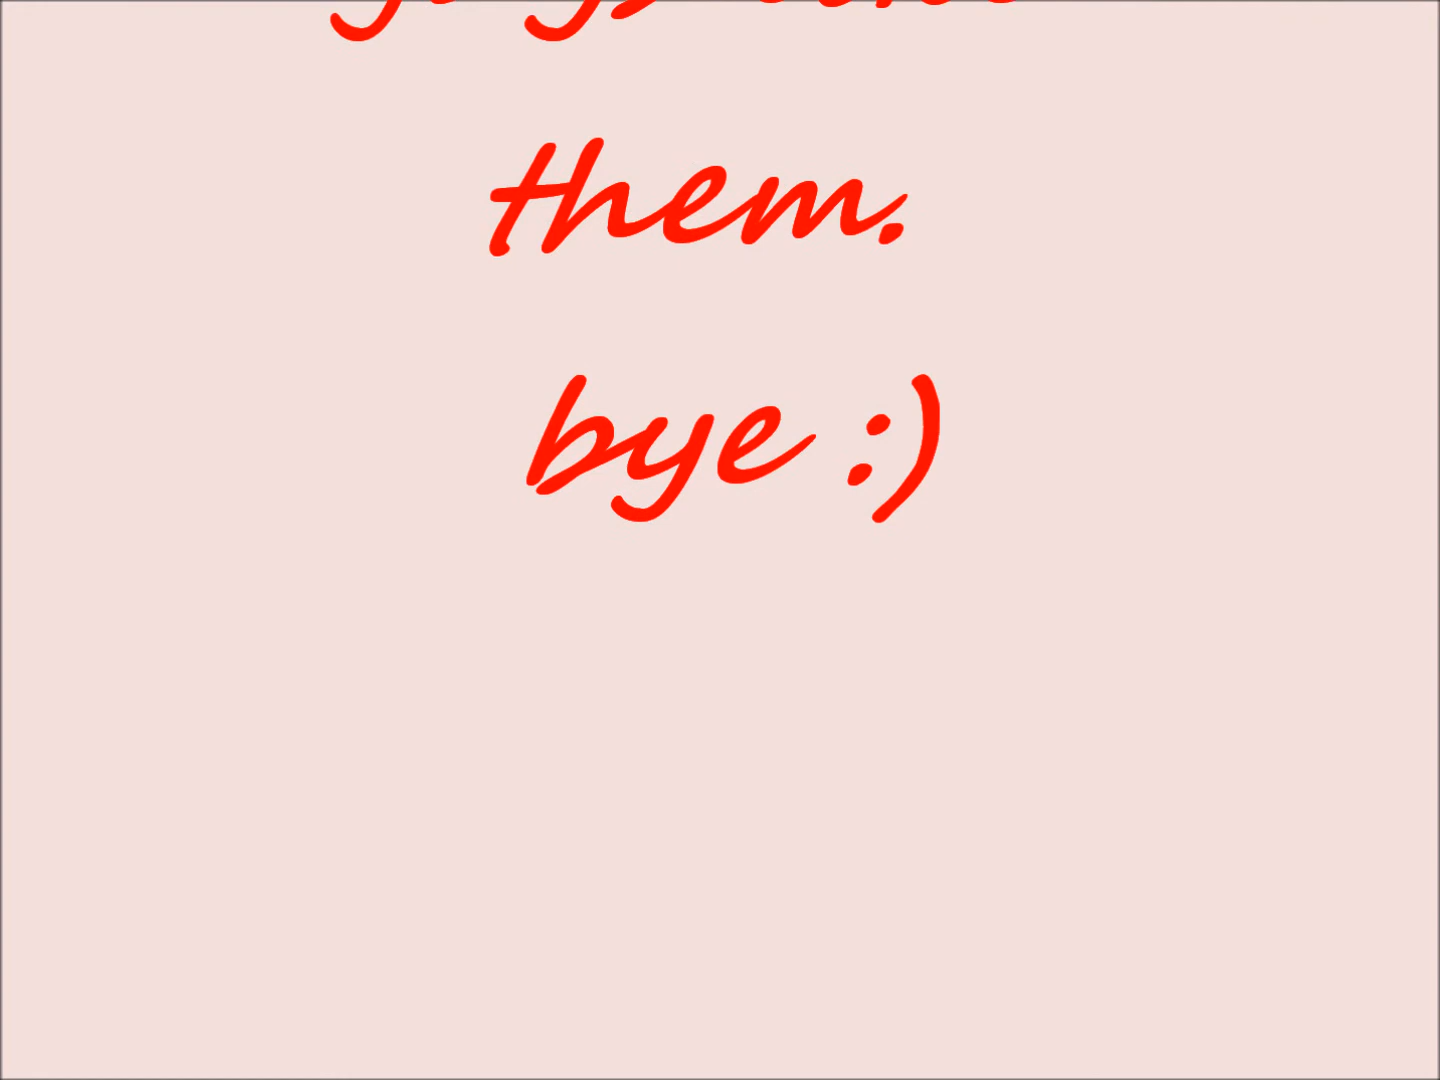 them.
bye :)